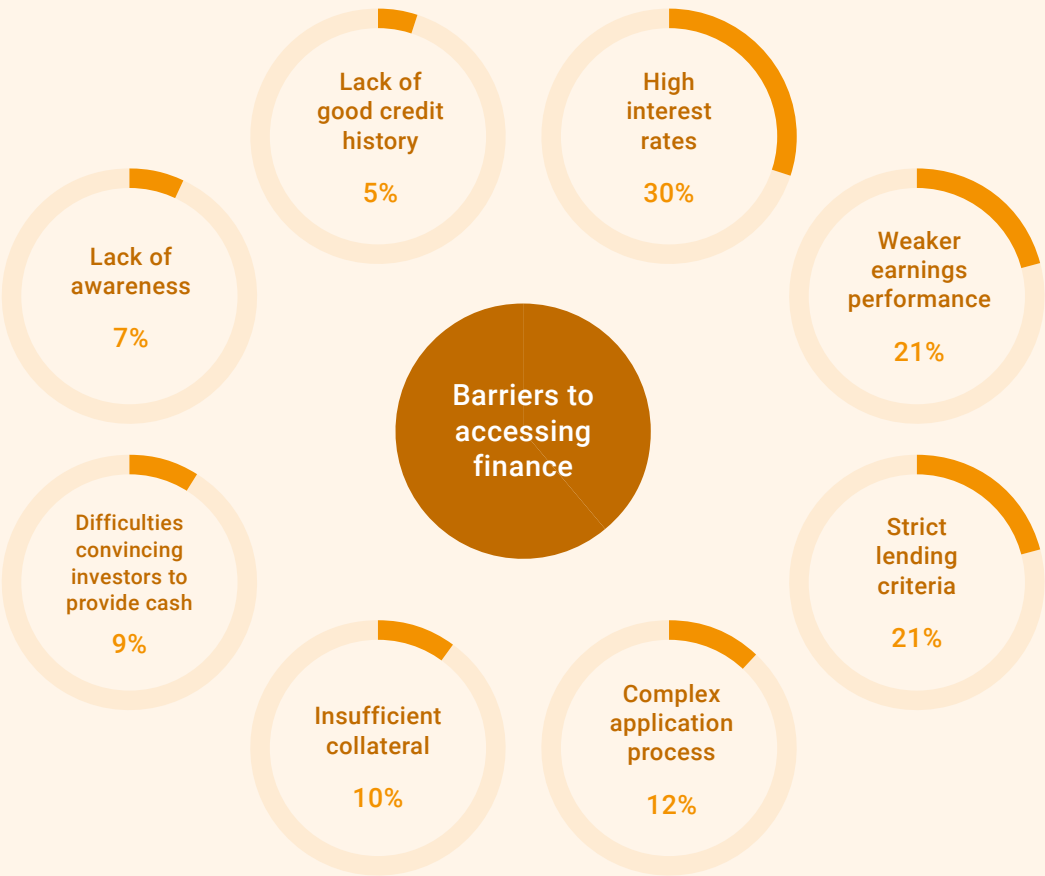 Barriers to
accessing
finance
High
interest
rates
30%
Weaker
earnings
performance
21%
Strict
lending
criteria
21%
Complex
application
process
12%
Insufficient
collateral
10%
Difficulties
convincing
investors to
provide cash
9%
Lack of
awareness
7%
Lack of
good credit
history
5%